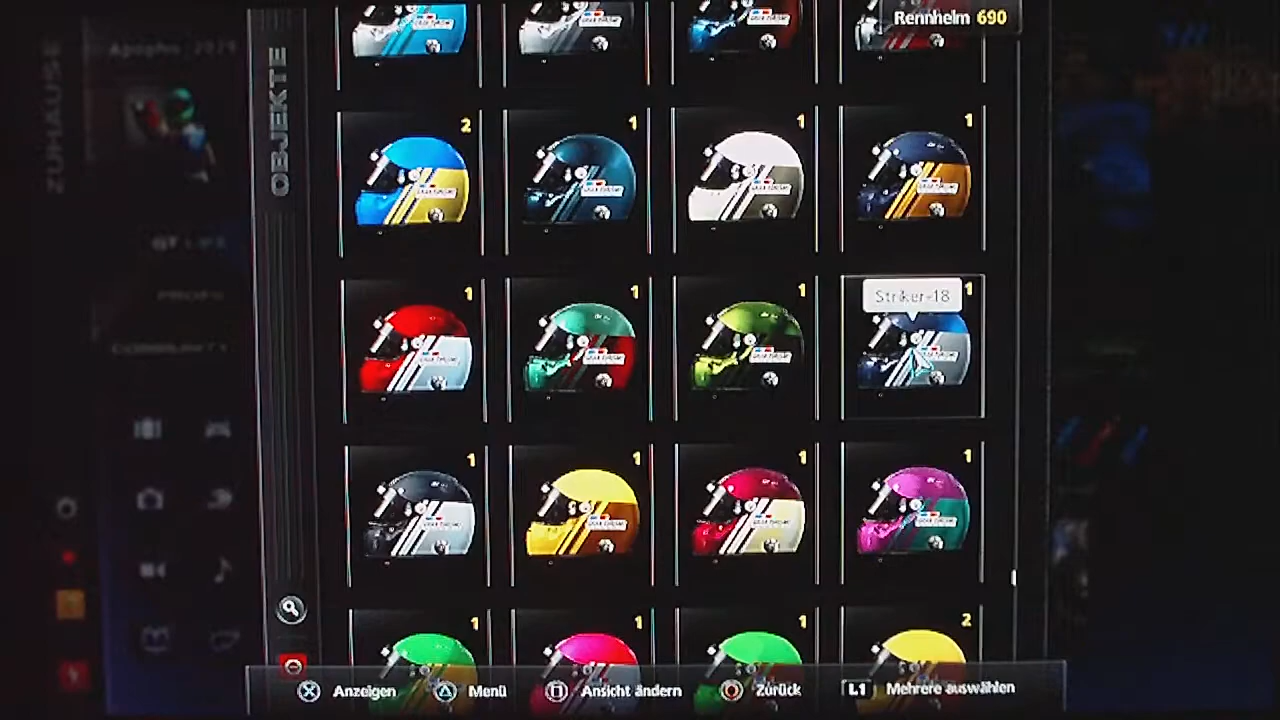 Rennhelm 690
ZUHAUSE
OBJEKTE
2
1
1
1
1
1
1
1
Striker-18
1
1
1
1
1
1
1
2
Anzeigen
Menü
Ansicht ändern
Zurück
L1
Mehrere auswählen